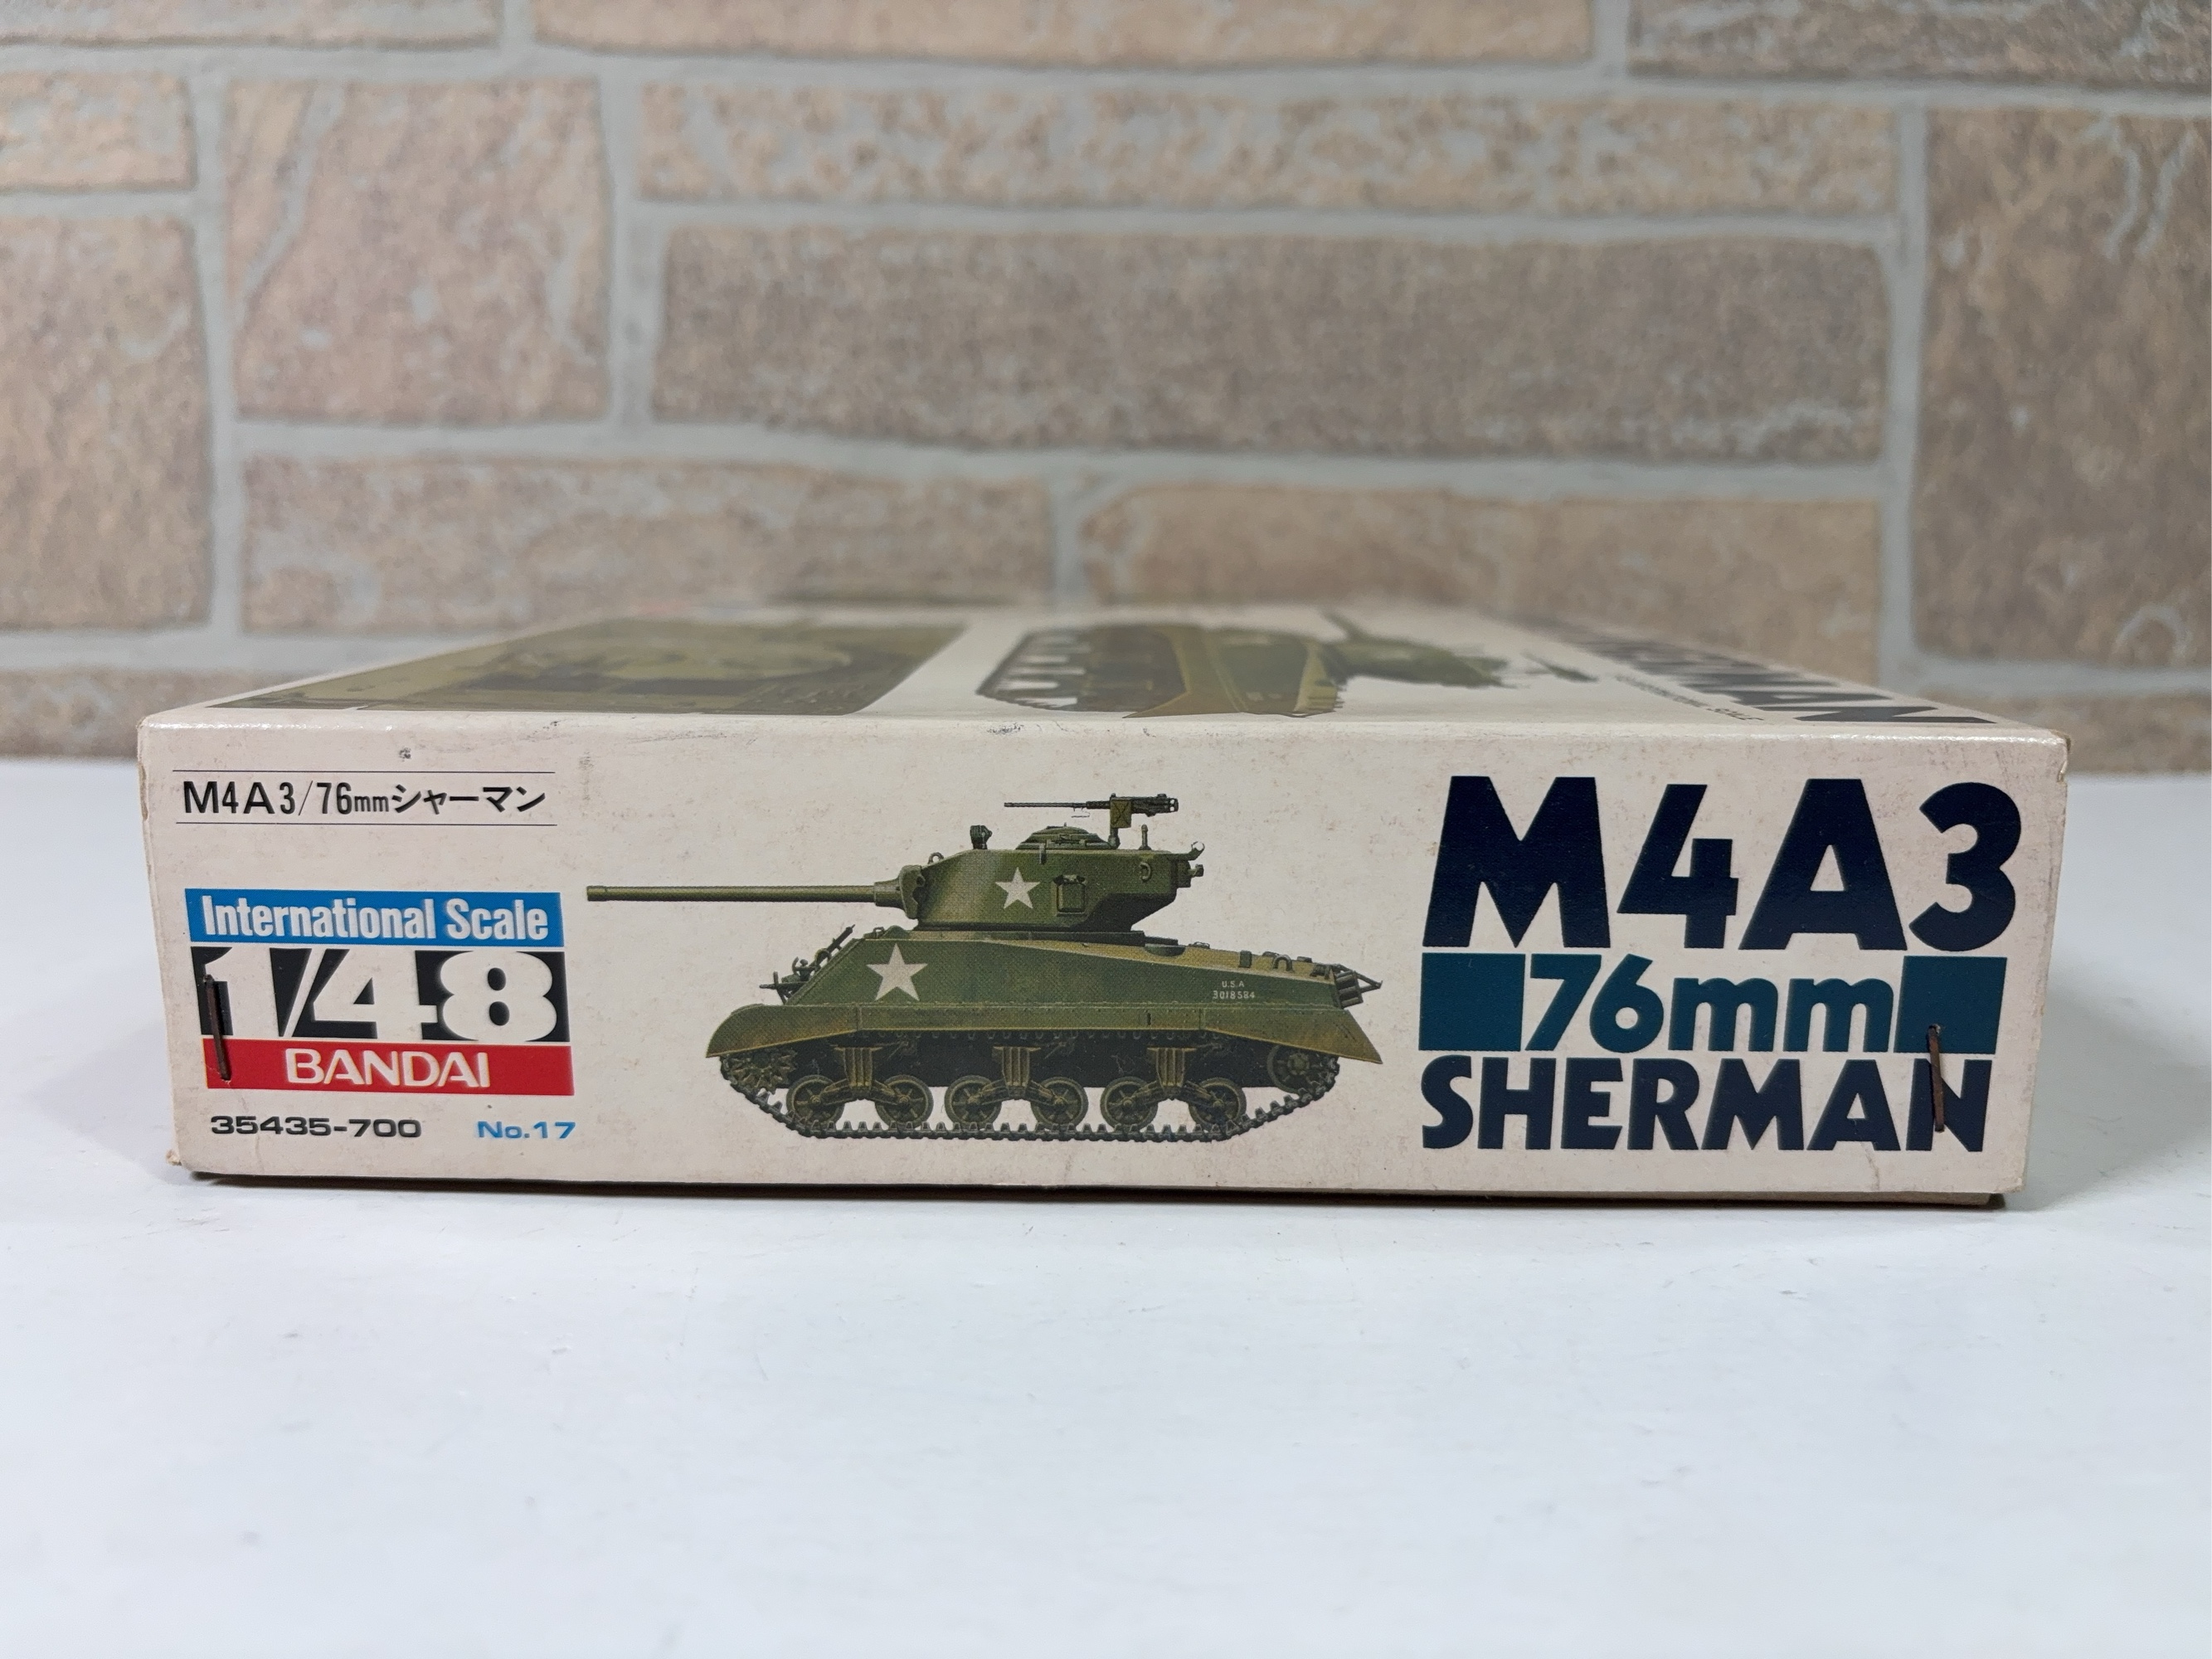 M4A3/76mmシャーマン
International Scale
1/48
BANDAI
35435-700 No.17
U.S.A
3018584
M4A3
76mm
SHERMAN